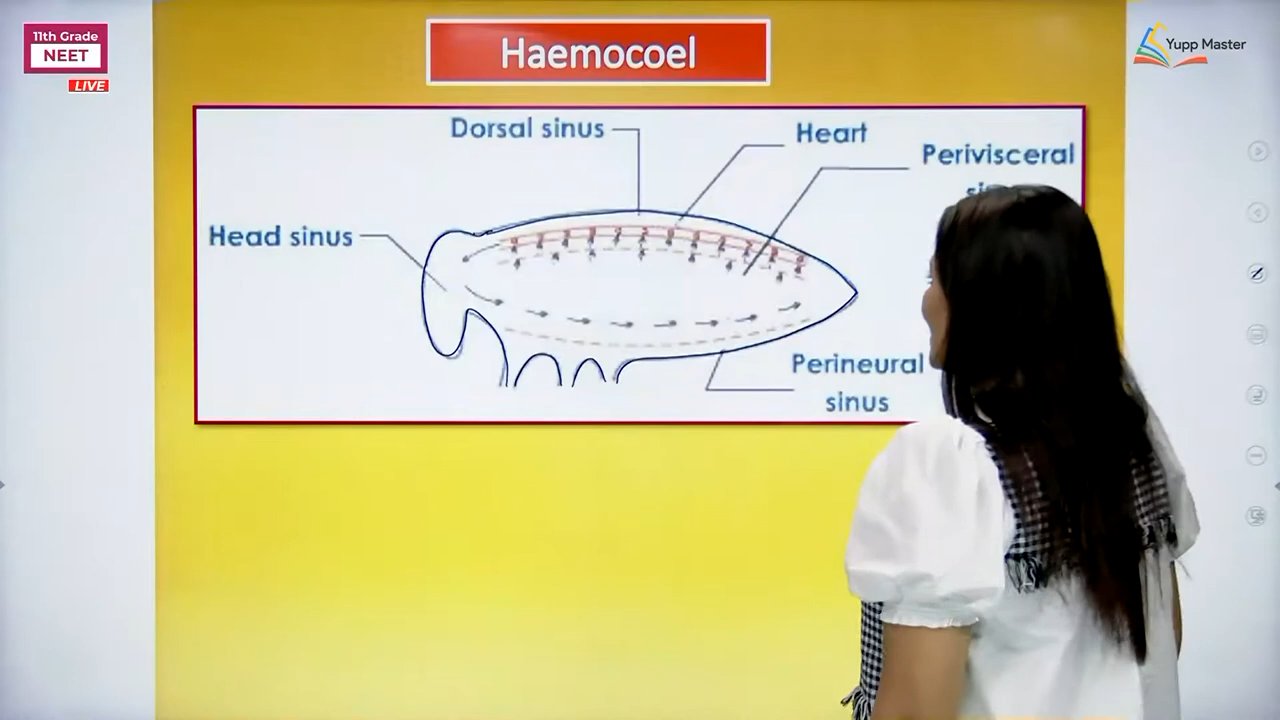 11th Grade
NEET
LIVE
Haemocoel
Yupp Master
Dorsal sinus
Heart
Perivisceral
Head sinus
Perineural
sinus